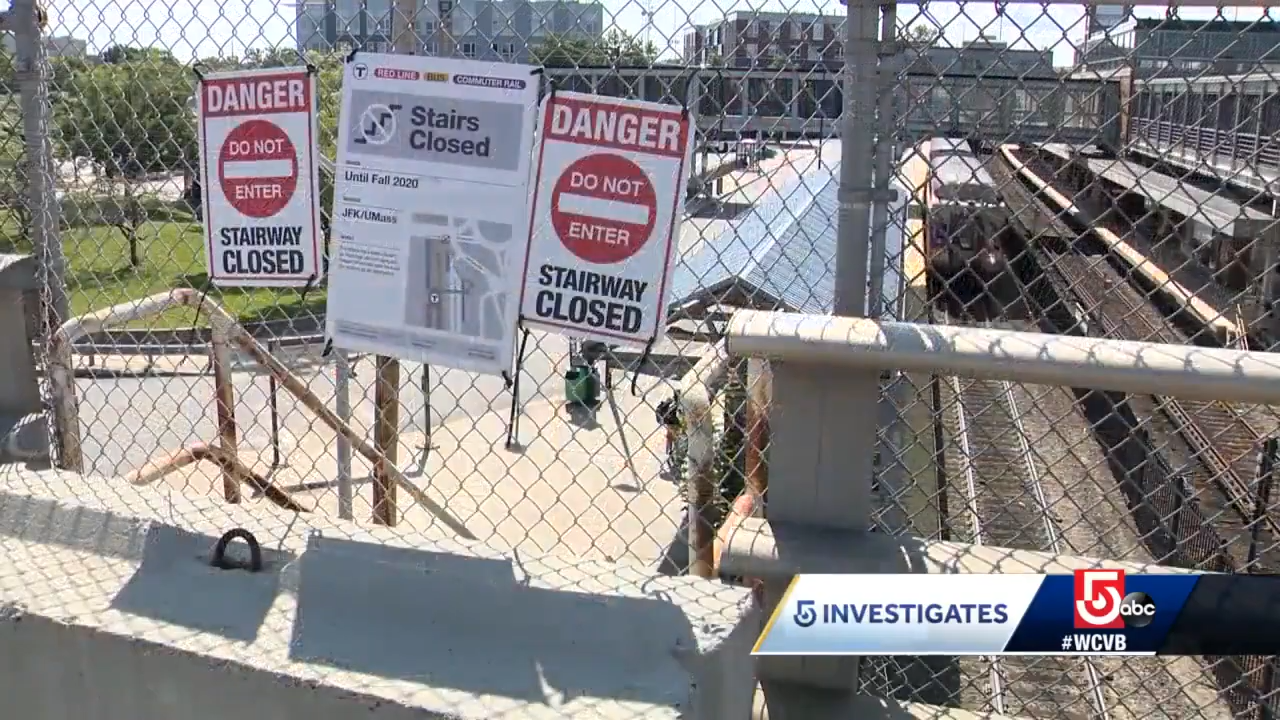 DANGER
DO NOT
ENTER
STAIRWAY
CLOSED
T RED LINE BUS COMMUTER RAIL
Stairs
Closed
Until Fall 2020
JFK/UMass
DANGER
DO NOT
ENTER
STAIRWAY
CLOSED
5 INVESTIGATES
5 abc
#WCVB